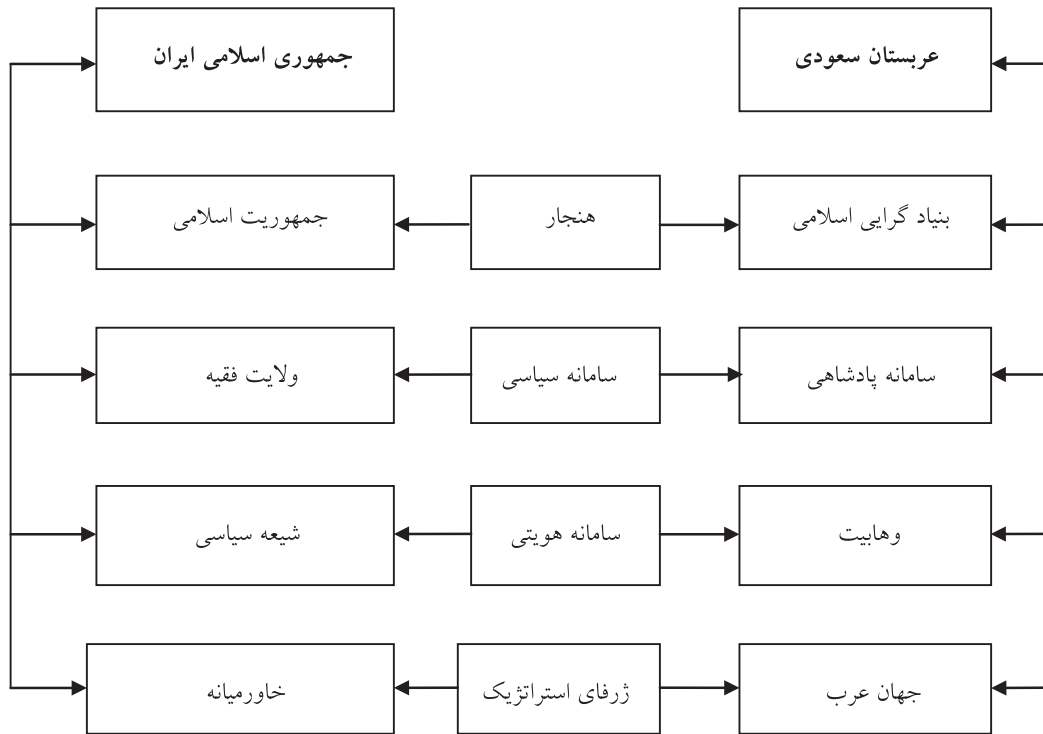 عربستان سعودی
جمهوری اسلامی ایران
بنیاد گرایی اسلامی
هنجار
جمهوریت اسلامی
سامانه پادشاهی
سامانه سیاسی
ولایت فقیه
وهابیت
سامانه هویتی
شیعه سیاسی
جهان عرب
ژرفای استراتژیک
خاورمیانه